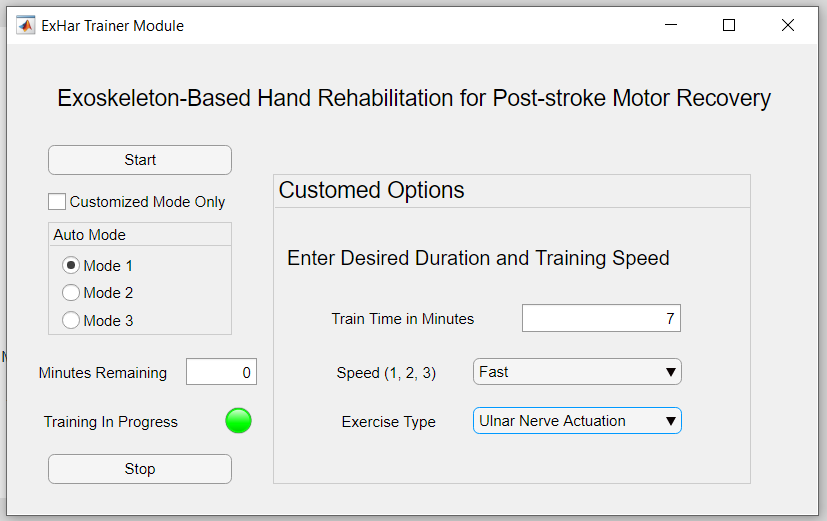 ExHar Trainer Module
Exoskeleton-Based Hand Rehabilitation for Post-stroke Motor Recovery
Start
Customized Mode Only
Auto Mode
Mode 1
Mode 2
Mode 3
Minutes Remaining 0
Training In Progress
Stop
Customed Options
Enter Desired Duration and Training Speed
Train Time in Minutes 7
Speed (1, 2, 3) Fast
Exercise Type Ulnar Nerve Actuation